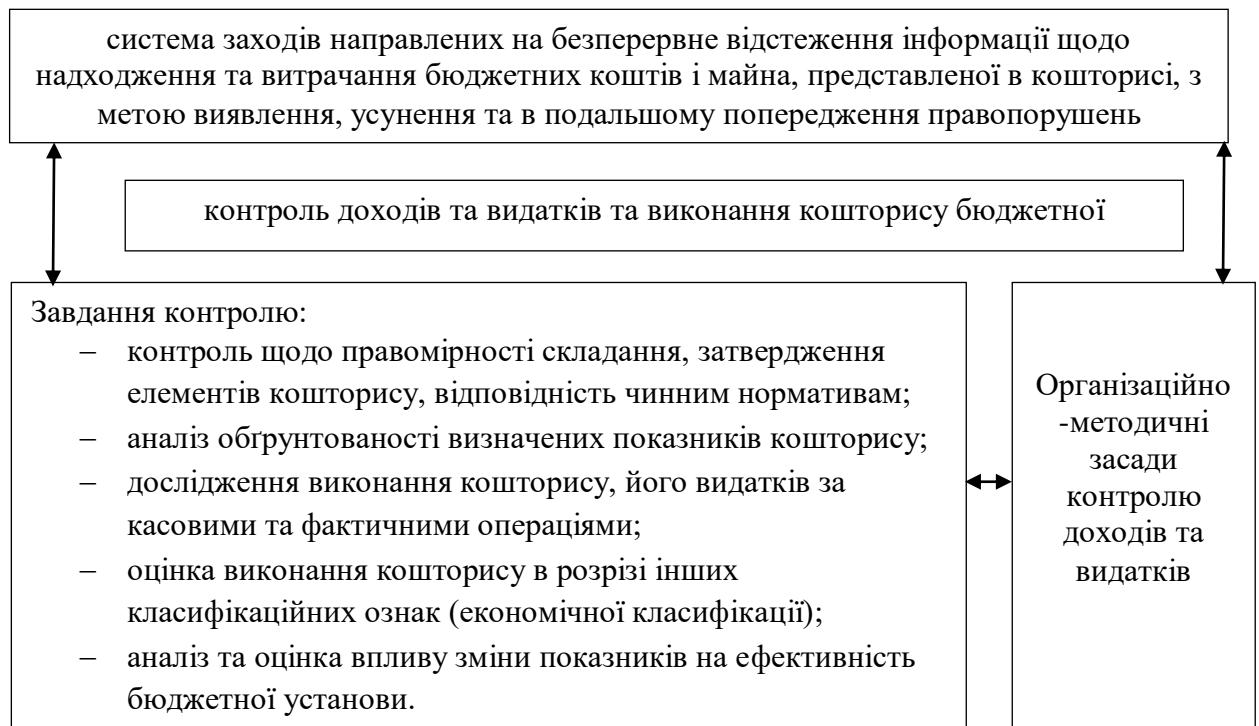 система заходів направлених на безперервне відстеження інформації щодо
надходження та витрачання бюджетних коштів і майна, представленої в кошторисі, з
метою виявлення, усунення та в подальшому попередження правопорушень
контроль доходів та видатків та виконання кошторису бюджетної
Завдання контролю:
– контроль щодо правомірності складання, затвердження
елементів кошторису, відповідність чинним нормативам;
– аналіз обґрунтованості визначених показників кошторису;
– дослідження виконання кошторису, його видатків за
касовими та фактичними операціями;
– оцінка виконання кошторису в розрізі інших
класифікаційних ознак (економічної класифікації);
– аналіз та оцінка впливу зміни показників на ефективність
бюджетної установи.
Організаційно
-методичні
засади
контролю
доходів та
видатків